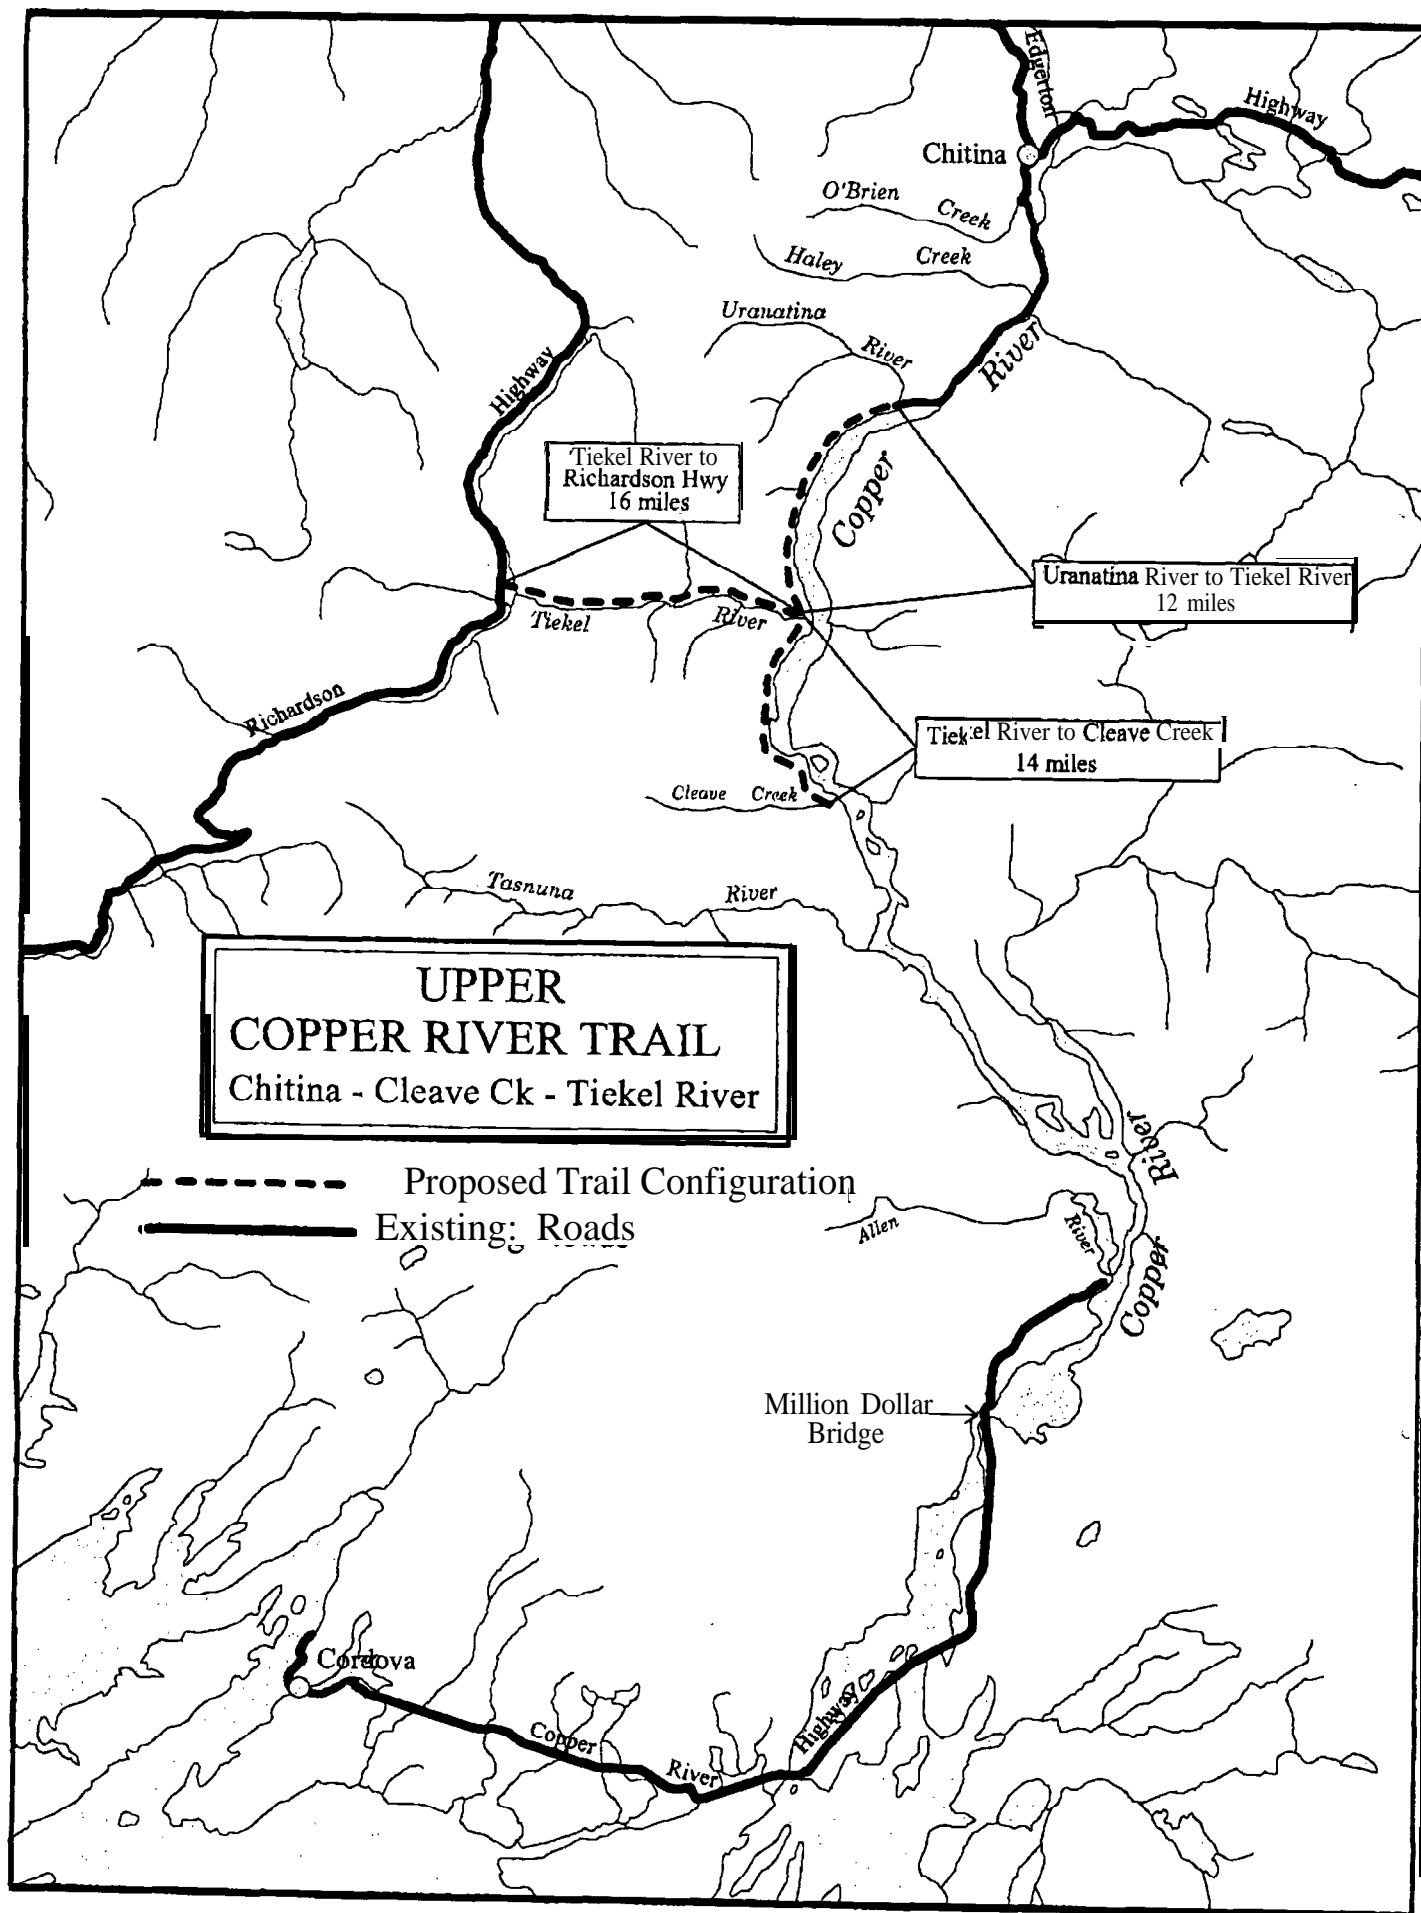 Edgerton
Highway
Chitina
O'Brien Creek
Haley Creek
Uranatina River
Highway
River
Copper
Tiekel River to
Richardson Hwy
16 miles
Uranatina River to Tiekel River
12 miles
Tiekel River
Richardson
Tiekel River to Cleave Creek
14 miles
Cleave Creek
Tasnuna River
UPPER
COPPER RIVER TRAIL
Chitina - Cleave Ck - Tiekel River
River
Proposed Trail Configuration
Existing: Roads
Allen River
Copper
Million Dollar
Bridge
Cordova
Copper River Highway